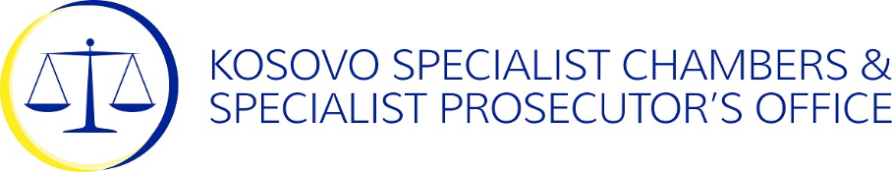 KOSOVO SPECIALIST CHAMBERS &
SPECIALIST PROSECUTOR'S OFFICE